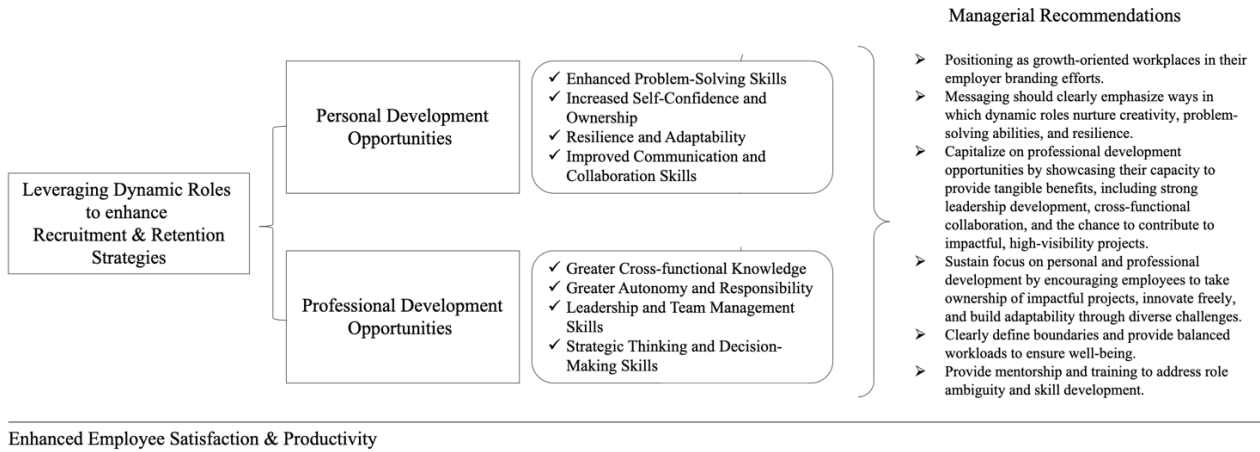 Leveraging Dynamic Roles
to enhance
Recruitment & Retention
Strategies
Personal Development
Opportunities
✓ Enhanced Problem-Solving Skills
✓ Increased Self-Confidence and
Ownership
✓ Resilience and Adaptability
✓ Improved Communication and
Collaboration Skills
Professional Development
Opportunities
✓ Greater Cross-functional Knowledge
✓ Greater Autonomy and Responsibility
✓ Leadership and Team Management
Skills
✓ Strategic Thinking and Decision-
Making Skills
Managerial Recommendations
➢ Positioning as growth-oriented workplaces in their
employer branding efforts.
➢ Messaging should clearly emphasize ways in
which dynamic roles nurture creativity, problem-
solving abilities, and resilience.
➢ Capitalize on professional development
opportunities by showcasing their capacity to
provide tangible benefits, including strong
leadership development, cross-functional
collaboration, and the chance to contribute to
impactful, high-visibility projects.
➢ Sustain focus on personal and professional
development by encouraging employees to take
ownership of impactful projects, innovate freely,
and build adaptability through diverse challenges.
➢ Clearly define boundaries and provide balanced
workloads to ensure well-being.
➢ Provide mentorship and training to address role
ambiguity and skill development.
Enhanced Employee Satisfaction & Productivity